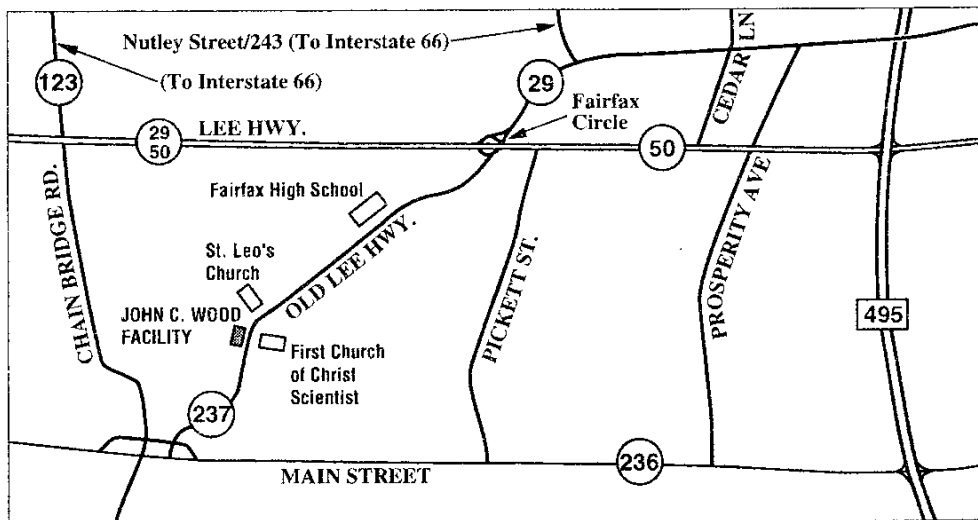 Nutley Street/243 (To Interstate 66)
123
(To Interstate 66)
29
CEDAR LN
Fairfax
Circle
29
50
LEE HWY.
50
CHAIN BRIDGE RD.
Fairfax High School
St. Leo's
Church
OLD LEE HWY.
PICKETT ST.
PROSPERITY AVE
495
JOHN C. WOOD
FACILITY
First Church
of Christ
Scientist
237
MAIN STREET
236